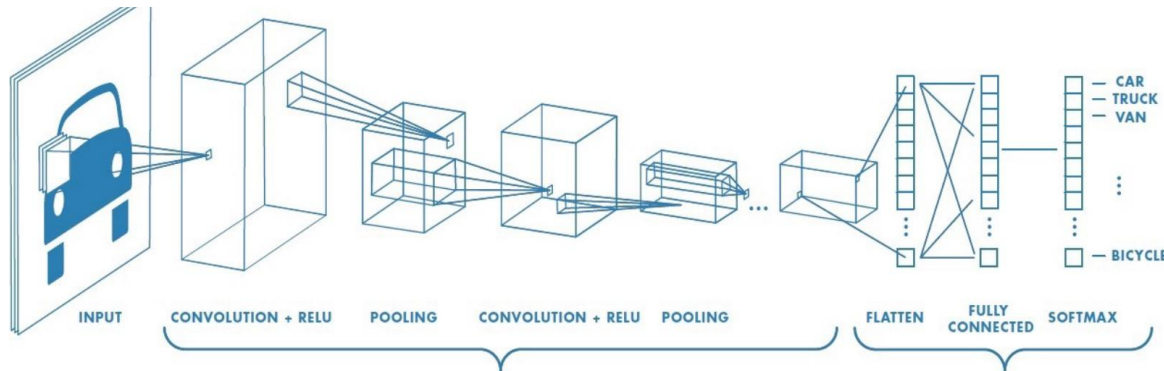 CAR
TRUCK
VAN
BICYCLE
INPUT
CONVOLUTION + RELU
POOLING
CONVOLUTION + RELU
POOLING
FLATTEN
FULLY
CONNECTED
SOFTMAX